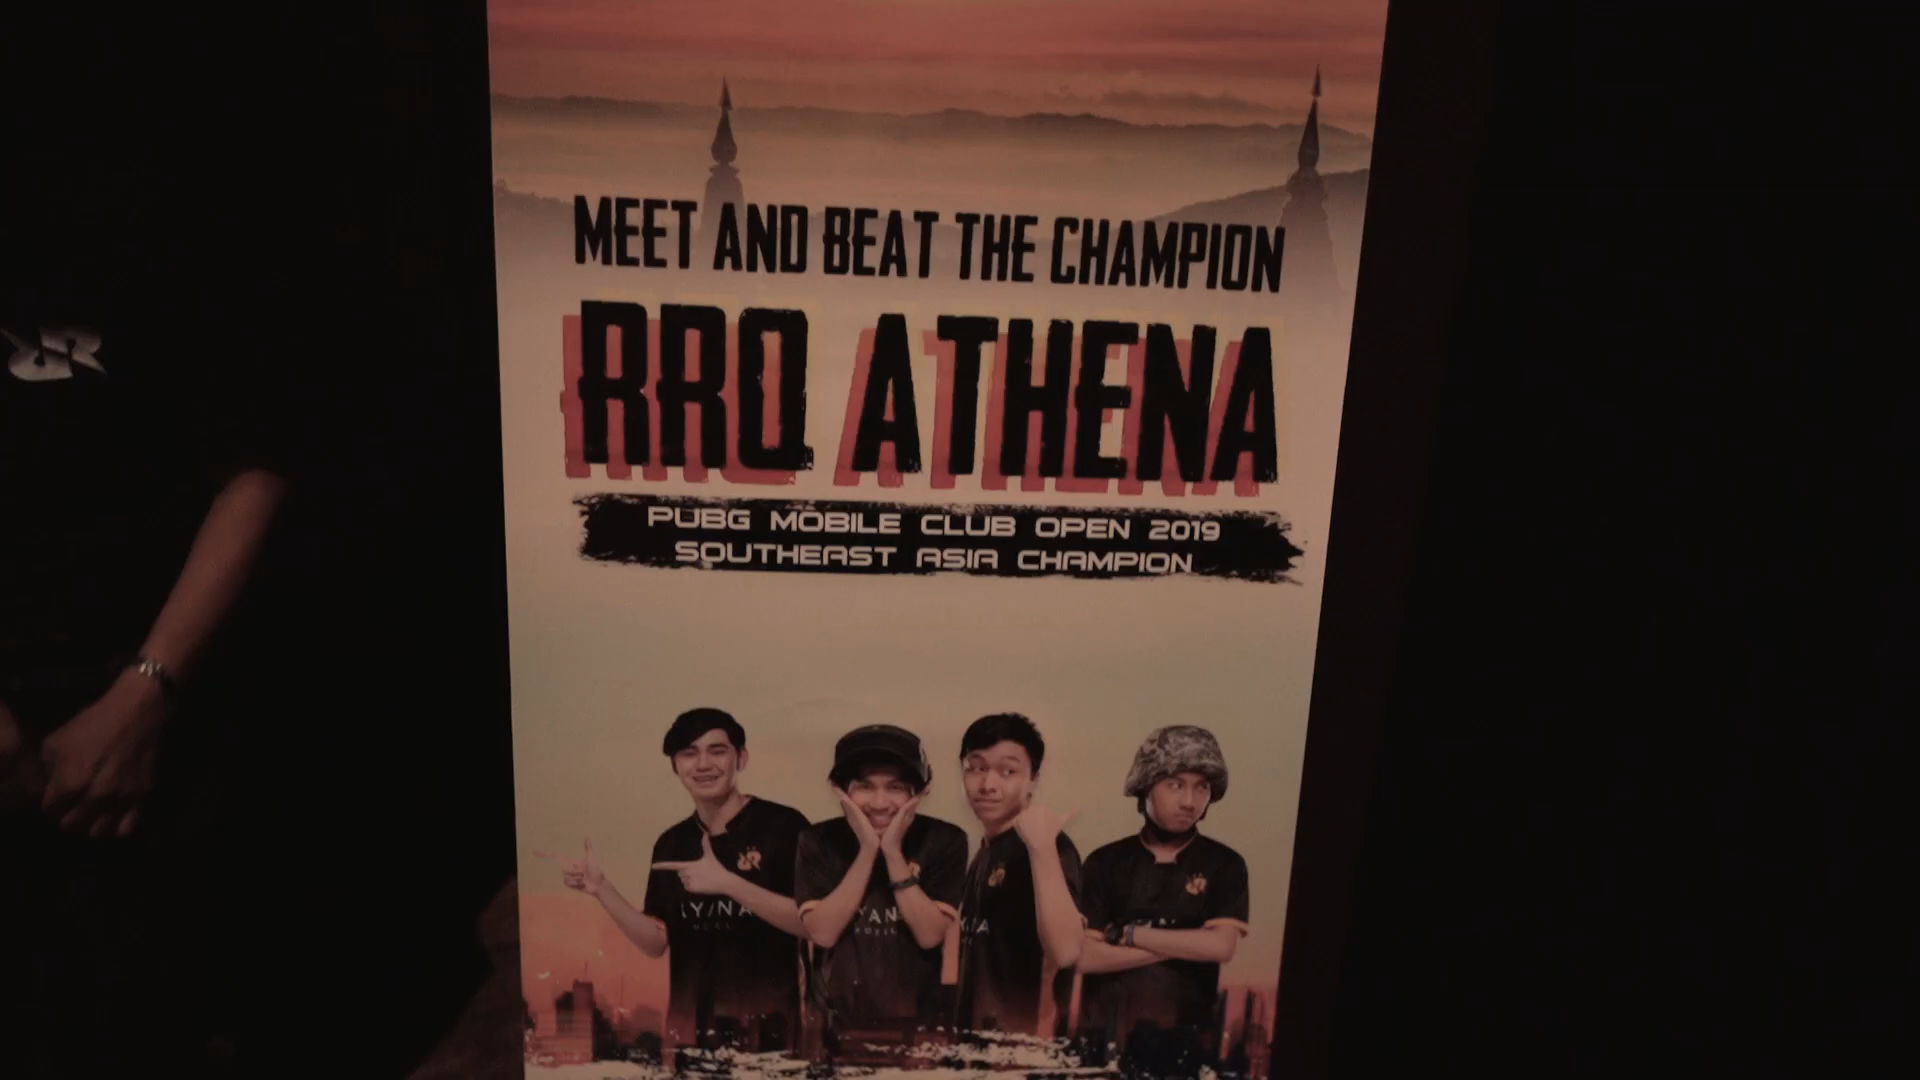 MEET AND BEAT THE CHAMPION
RRQ ATHENA
PUBG MOBILE CLUB OPEN 2019
SOUTHEAST ASIA CHAMPION